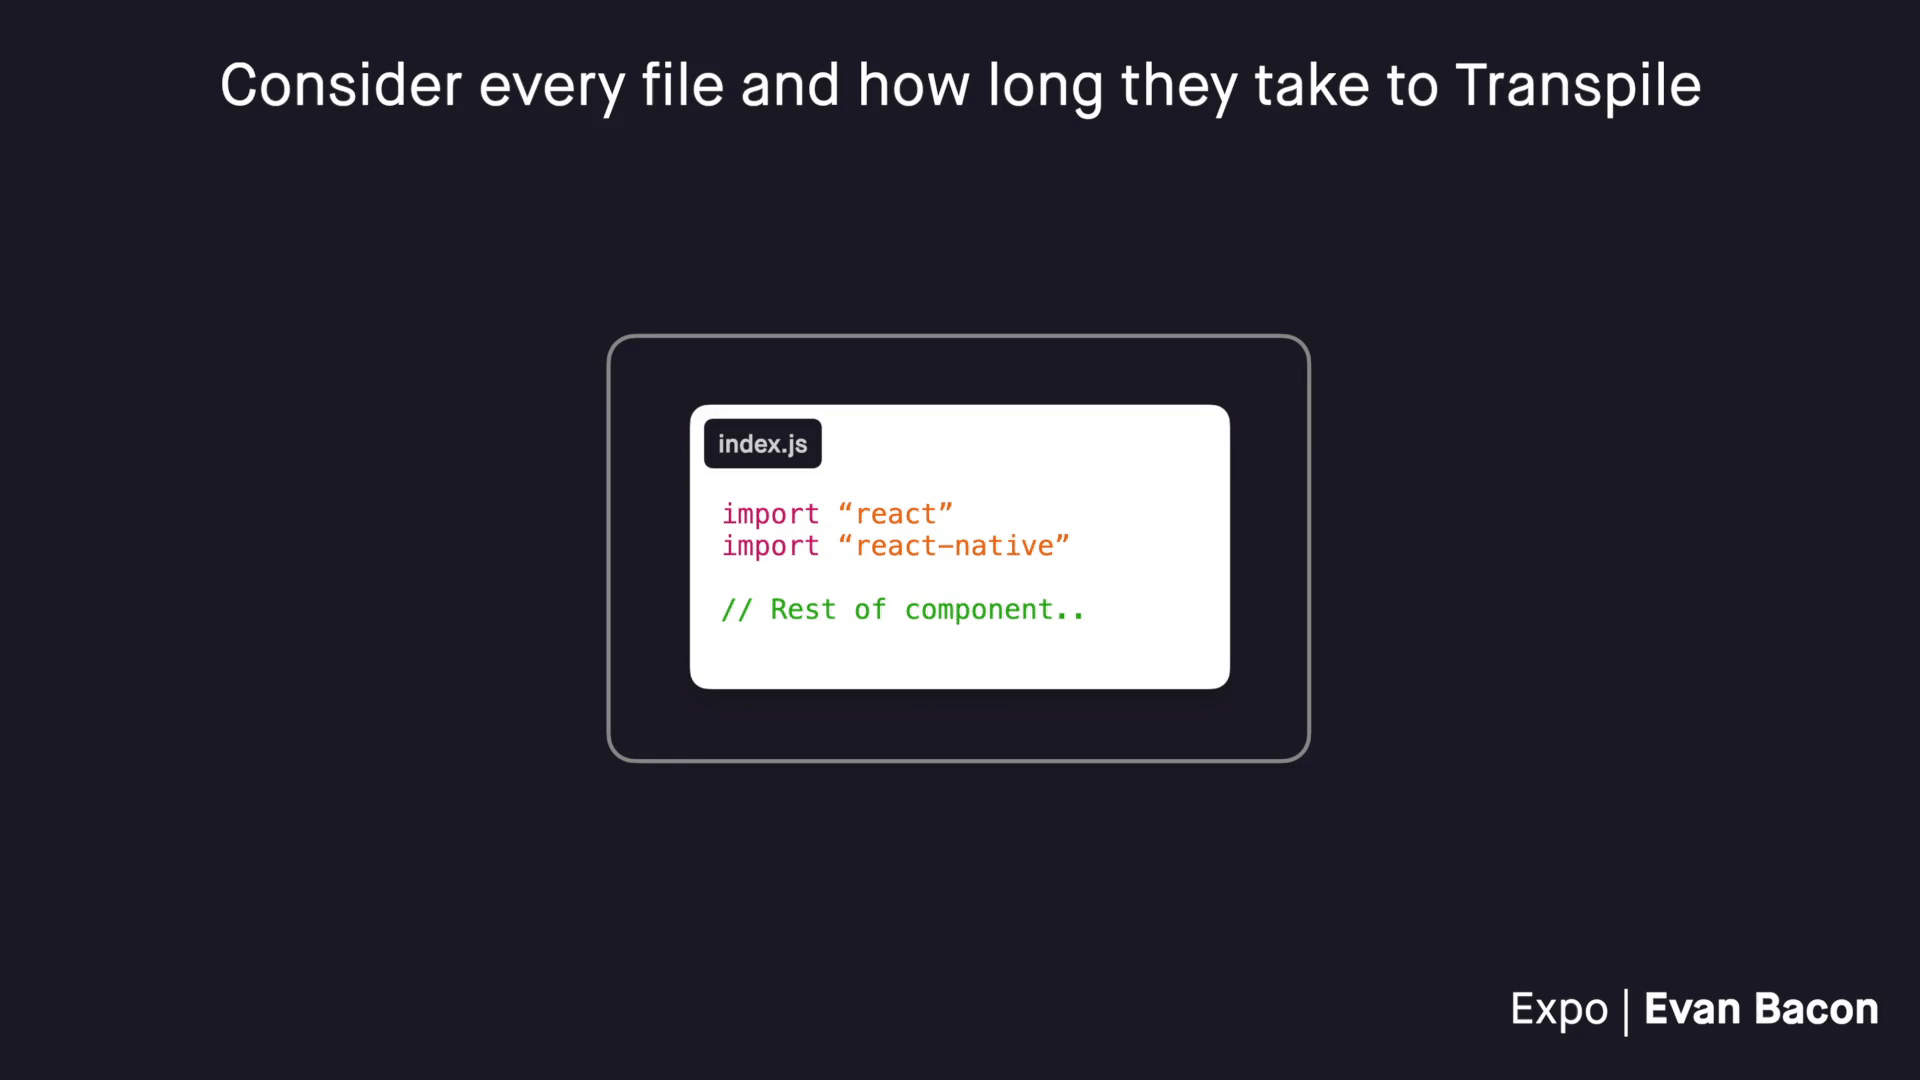 Consider every file and how long they take to Transpile
index.js
import “react”
import “react-native”
// Rest of component..
Expo | Evan Bacon